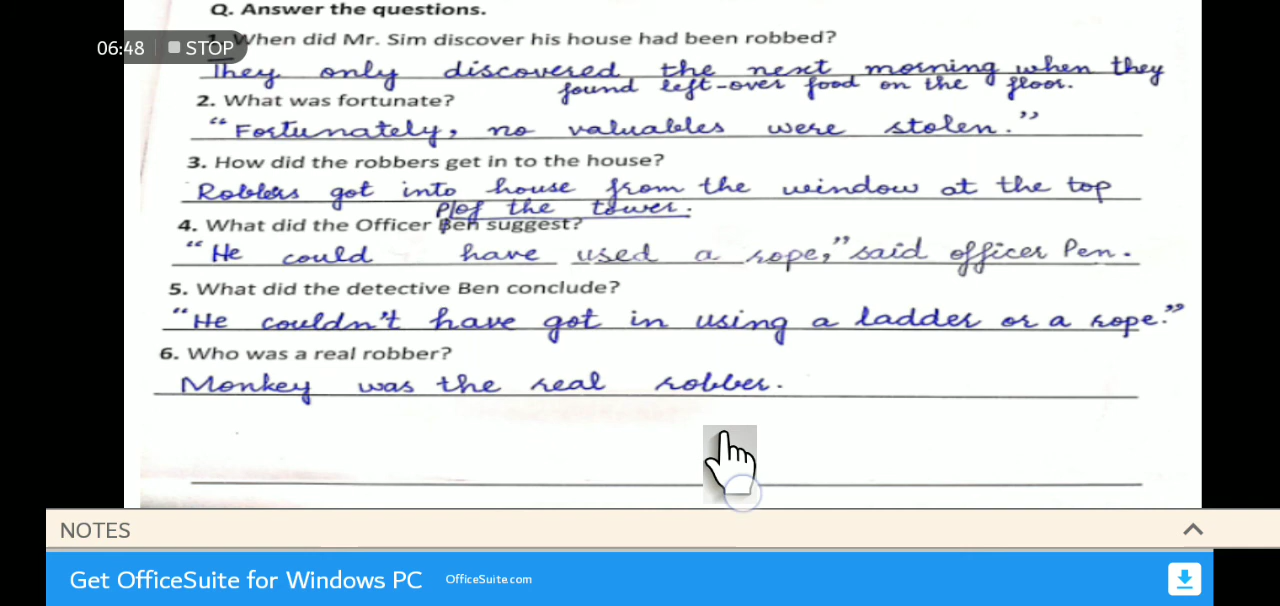 Q. Answer the questions.
06:48 STOP
1. When did Mr. Sim discover his house had been robbed?
They only discovered the next morning when they
found left-over food on the floor.
2. What was fortunate?
"Fortunately, no valuables were stolen."
3. How did the robbers get in to the house?
Robbers got into house from the window at the top
of the tower.
4. What did the Officer Ben suggest?
"He could have used a rope," said officer Pen.
5. What did the detective Ben conclude?
"He couldn't have got in using a ladder or a rope."
6. Who was a real robber?
Monkey was the real robber.
NOTES
Get OfficeSuite for Windows PC OfficeSuite.com